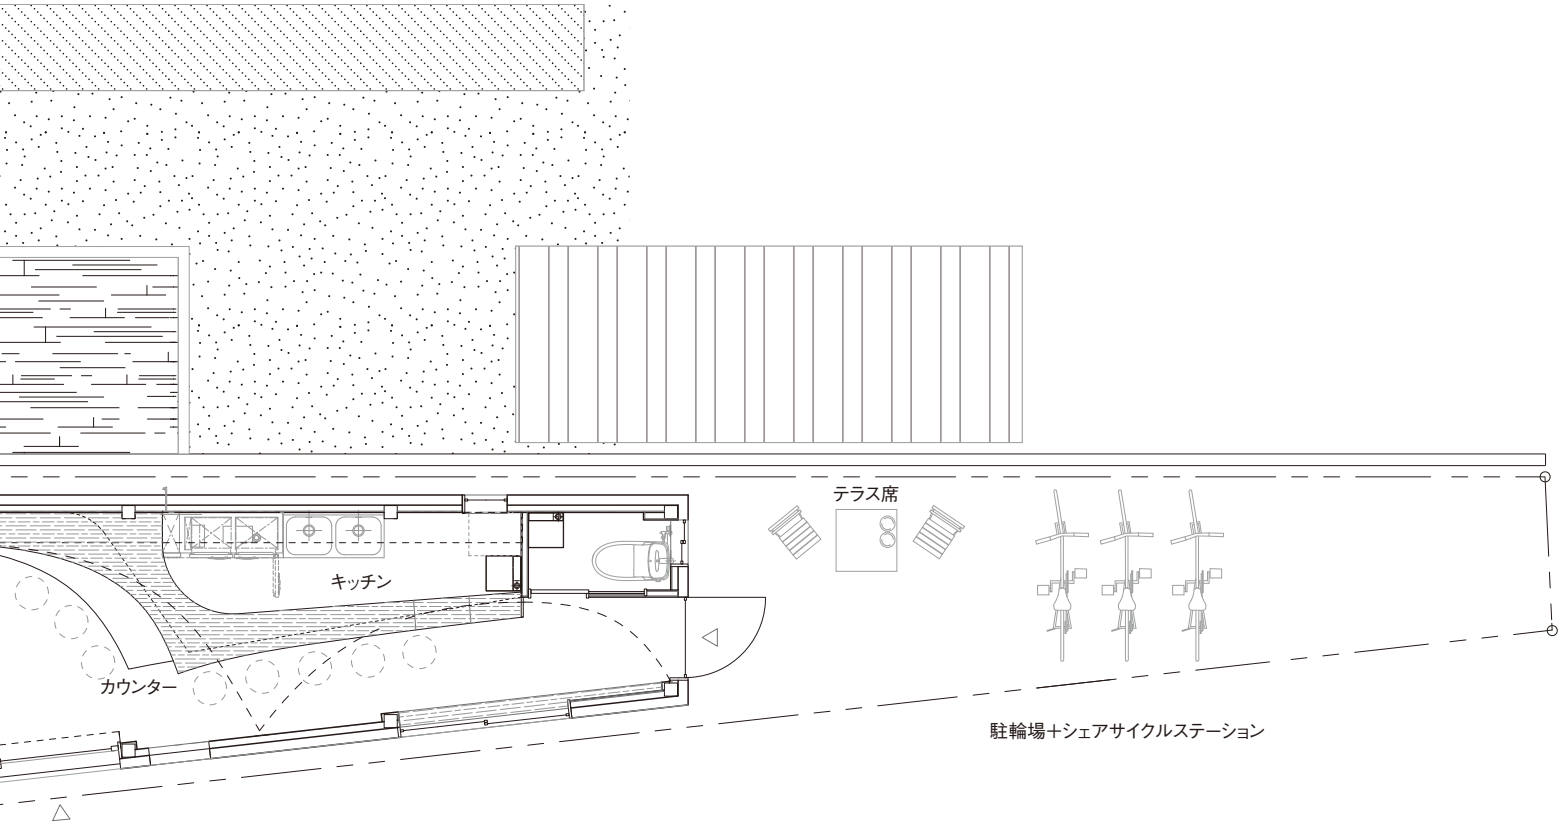 テラス席
キッチン
カウンター
駐輪場＋シェアサイクルステーション